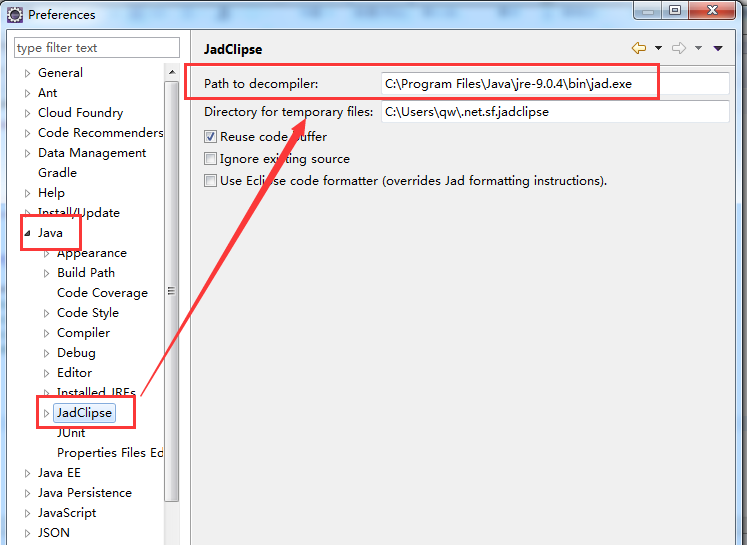 Preferences
type filter text
General
Ant
Cloud Foundry
Code Recommenders
Data Management
Gradle
Help
Install/Update
Java
Appearance
Build Path
Code Coverage
Code Style
Compiler
Debug
Editor
Installed JREs
JadClipse
JUnit
Properties Files Ed
Java EE
Java Persistence
JavaScript
JSON
JadClipse
Path to decompiler: C:\Program Files\Java\jre-9.0.4\bin\jad.exe
Directory for temporary files: C:\Users\qw\.net.sf.jadclipse
Reuse code buffer
Ignore existing source
Use Eclipse code formatter (overrides Jad formatting instructions).